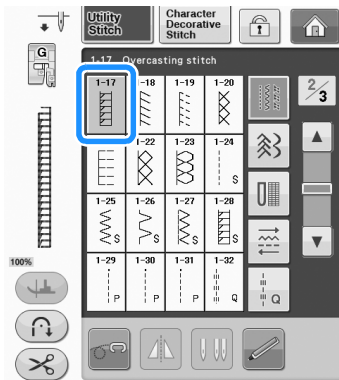 Utility
Stitch
Character
Decorative
Stitch
G
1-17 Overcasting stitch
2/3
1-17 1-18 1-19 1-20
1-22 1-23 1-24
S
1-25 1-26 1-27 1-28
S S S S
1-29 1-30 1-31 1-32
P P P Q
Q
100%